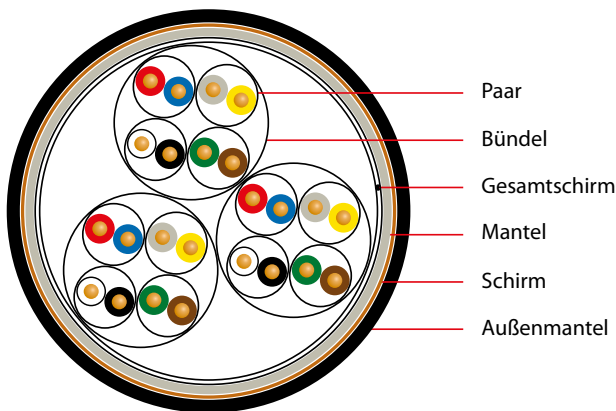 Paar
Bündel
Gesamtschirm
Mantel
Schirm
Außenmantel